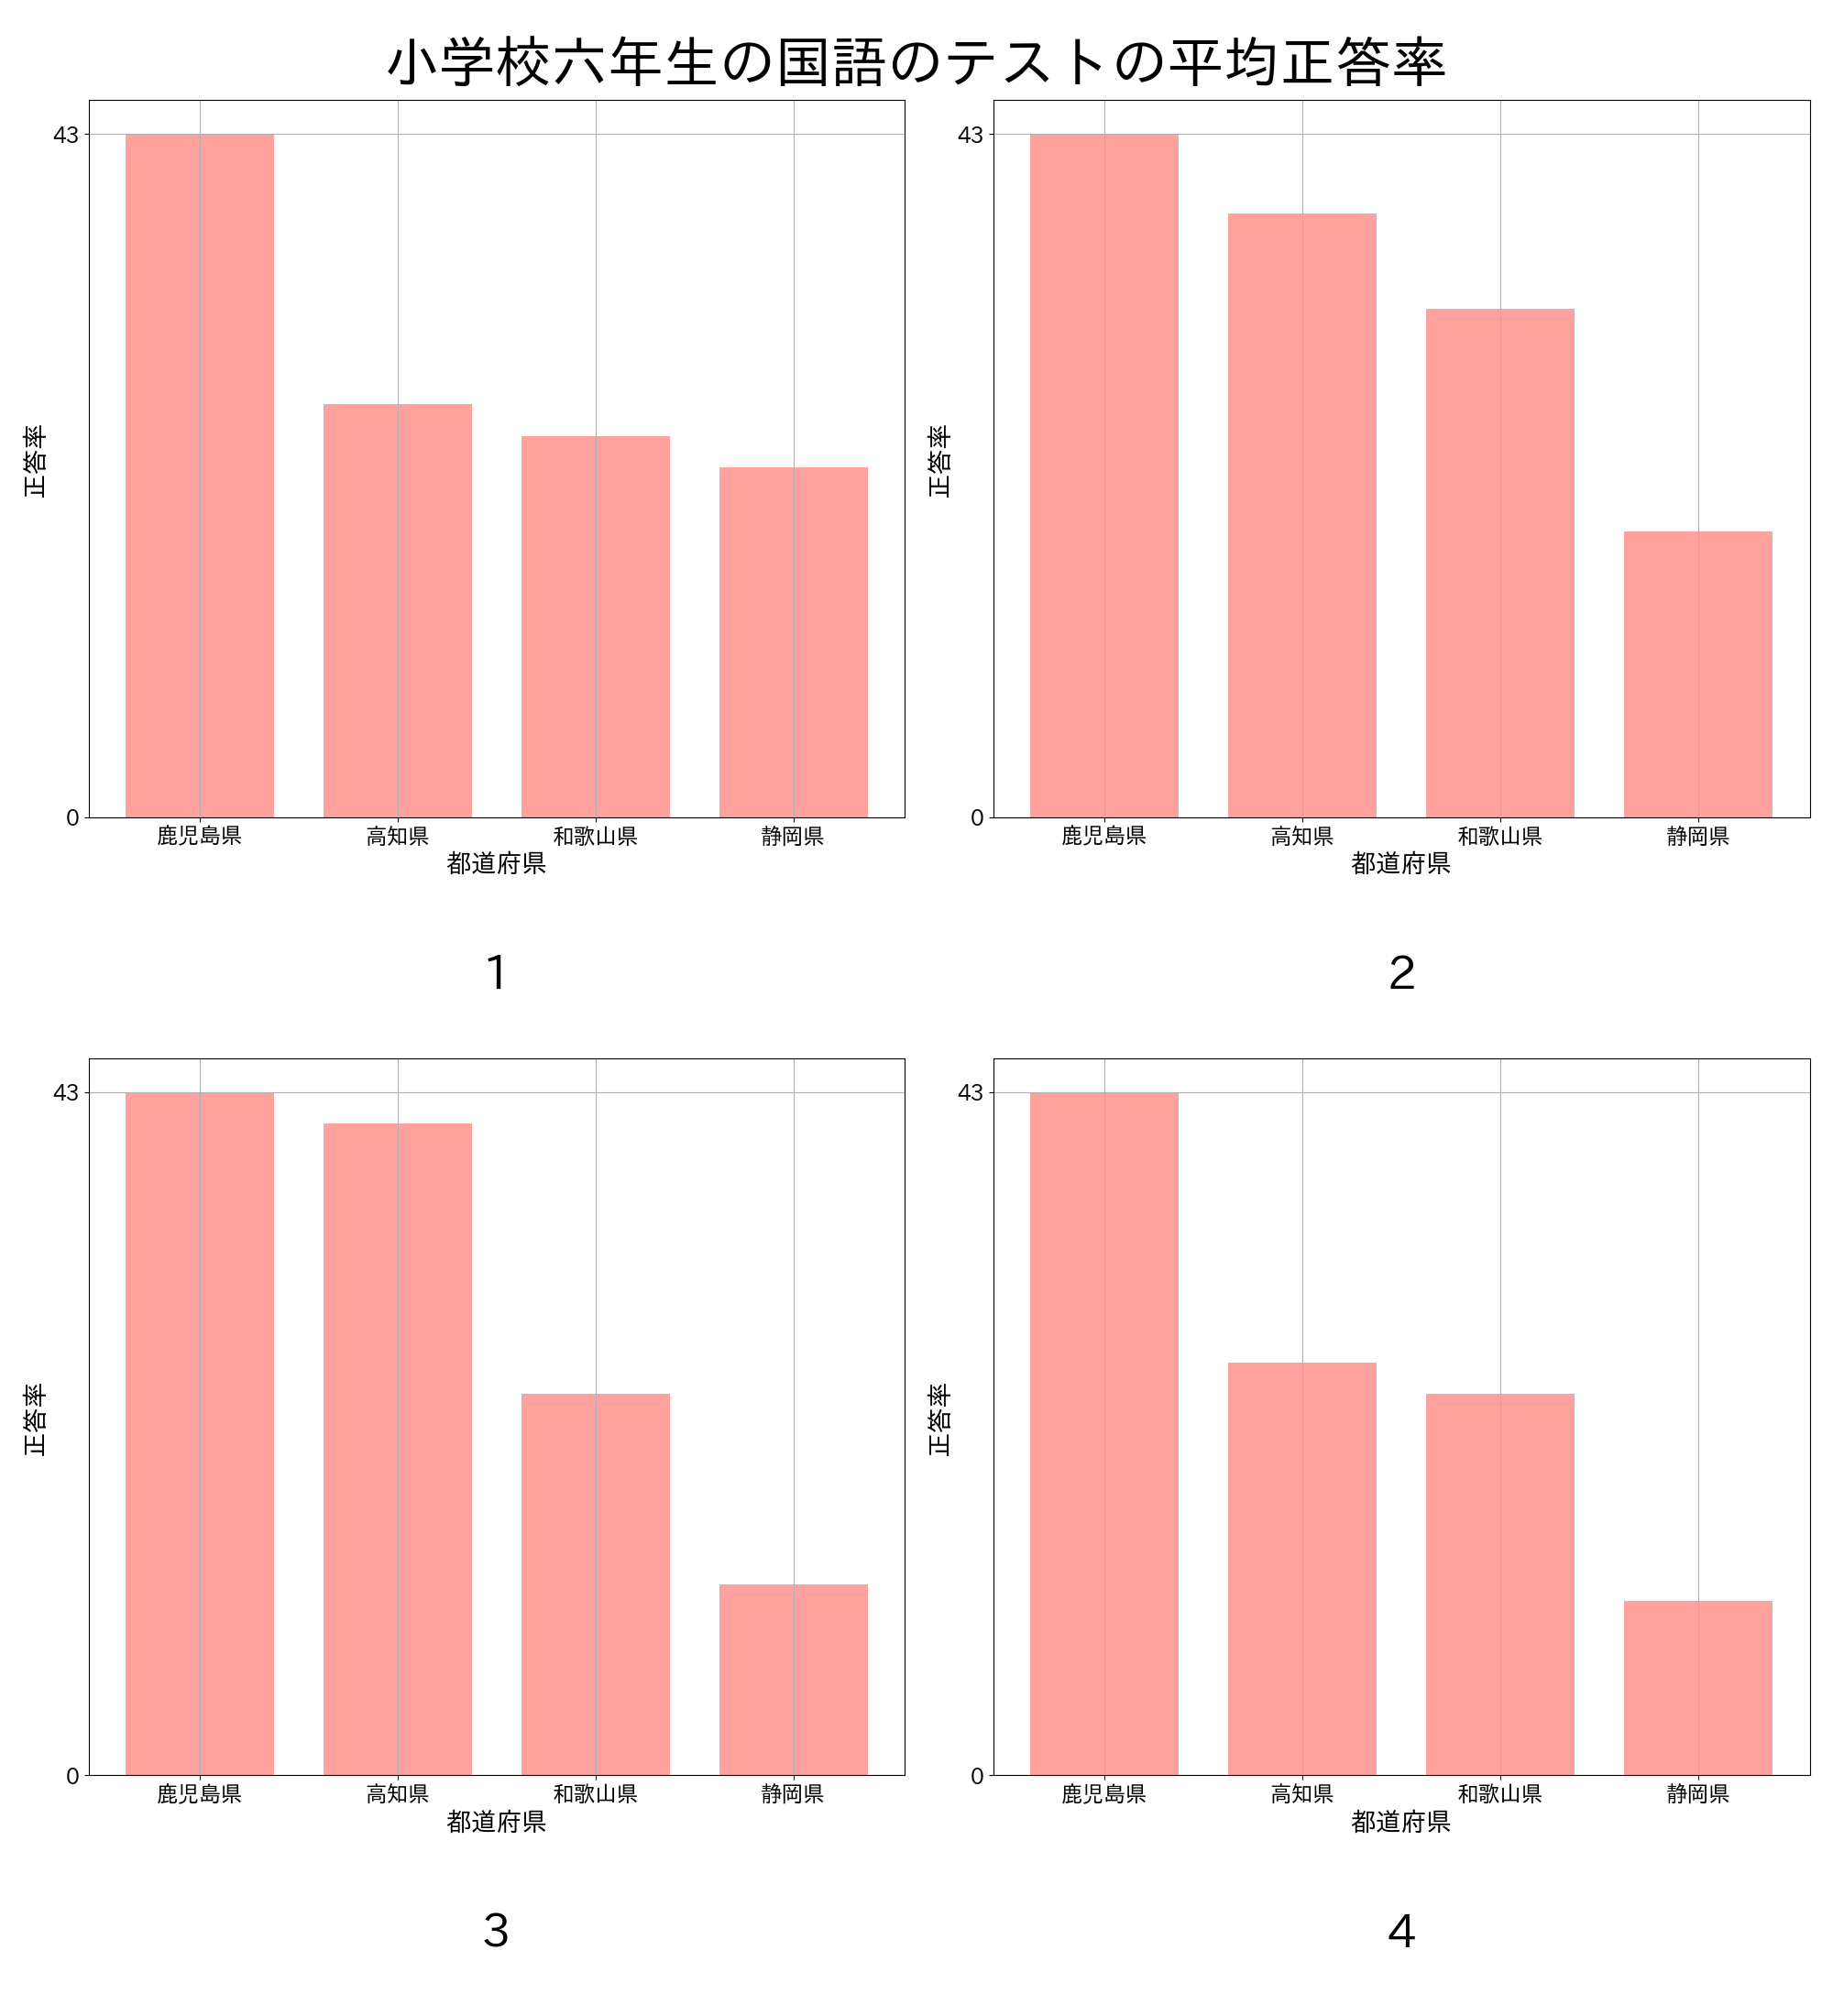 小学校六年生の国語のテストの平均正答率
43
正答率
0
鹿児島県 高知県 和歌山県 静岡県
都道府県
1
43
正答率
0
鹿児島県 高知県 和歌山県 静岡県
都道府県
2
43
正答率
0
鹿児島県 高知県 和歌山県 静岡県
都道府県
3
43
正答率
0
鹿児島県 高知県 和歌山県 静岡県
都道府県
4